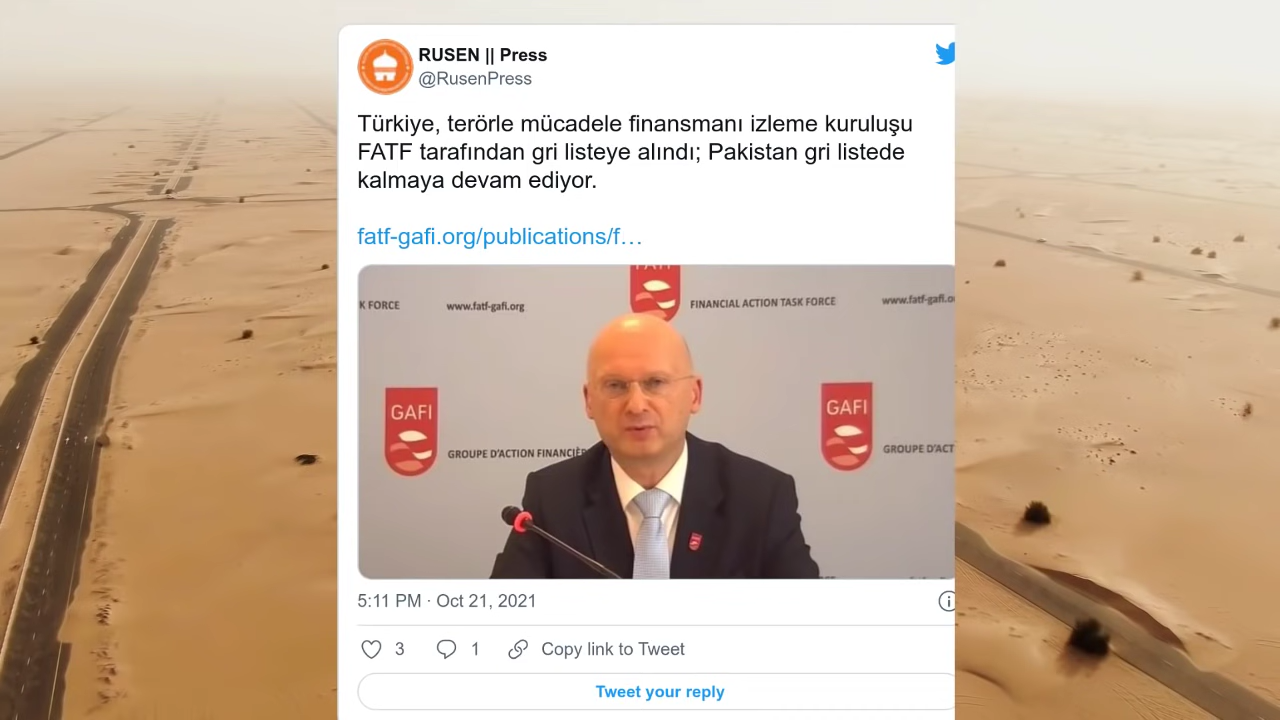 RUSEN || Press
@RusenPress
Türkiye, terörle mücadele finansmanı izleme kuruluşu
FATF tarafından gri listeye alındı; Pakistan gri listede
kalmaya devam ediyor.
fatf-gafi.org/publications/f…
K FORCE
www.fatf-gafi.org
FINANCIAL ACTION TASK FORCE
www.fatf-gafi.o
GAFI
GROUPE D'ACTION FINANCIÈR
GAFI
GROUPE D'ACT
5:11 PM · Oct 21, 2021
3
1
Copy link to Tweet
Tweet your reply